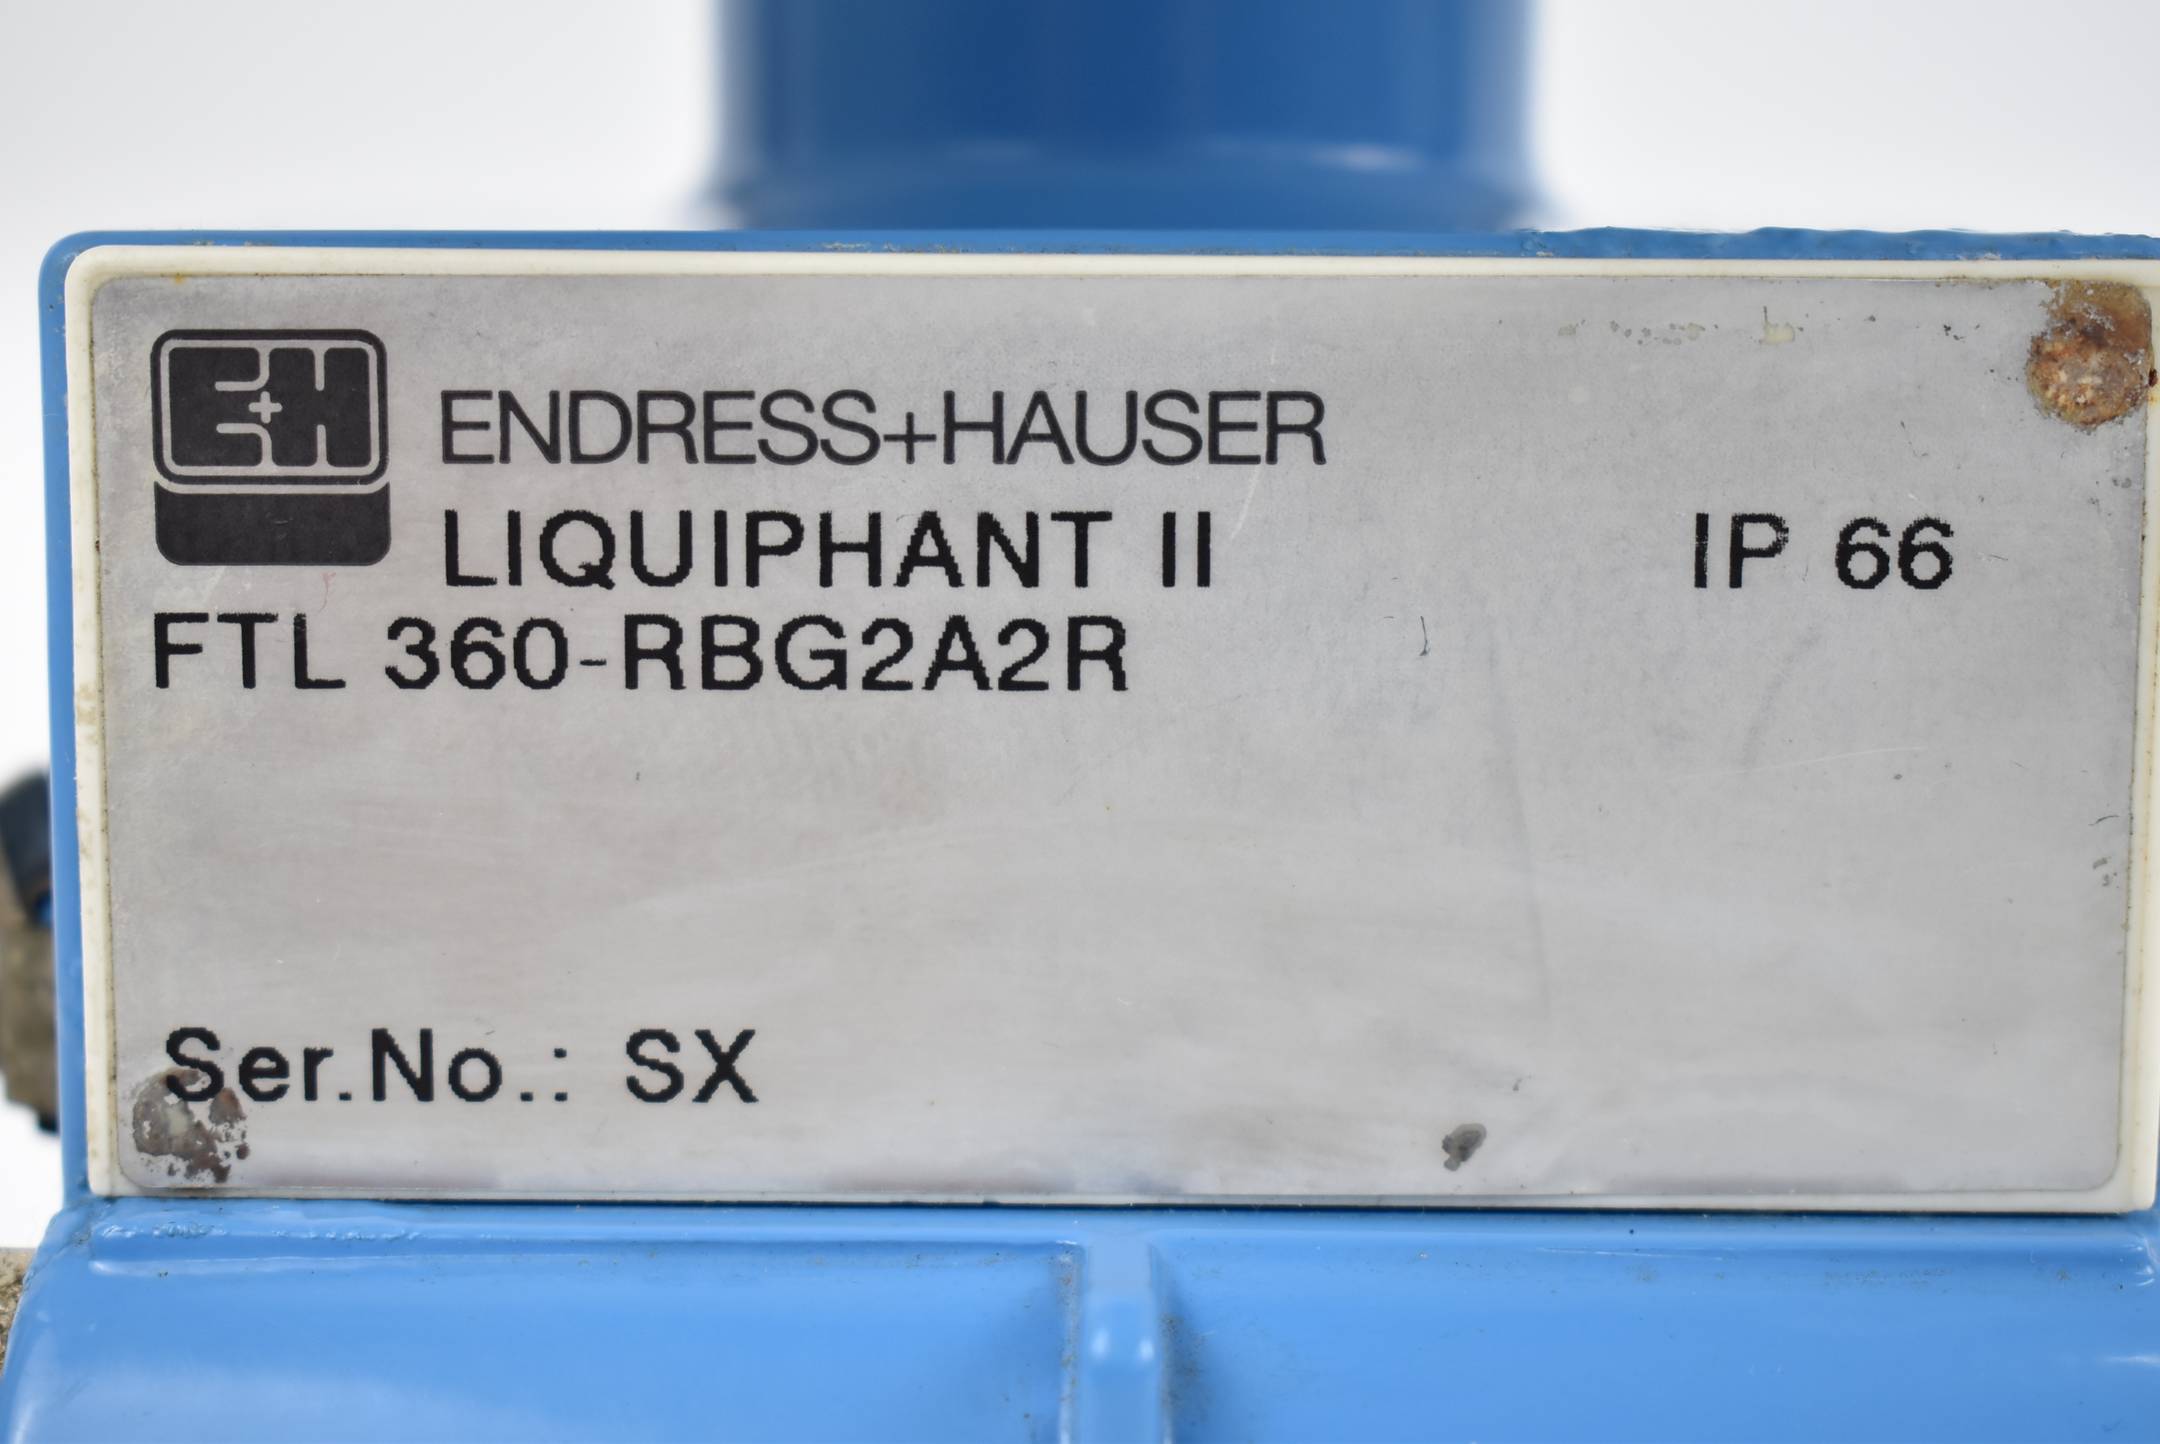 E+H
ENDRESS+HAUSER
LIQUIPHANT II IP 66
FTL 360-RBG2A2R
Ser.No.: SX